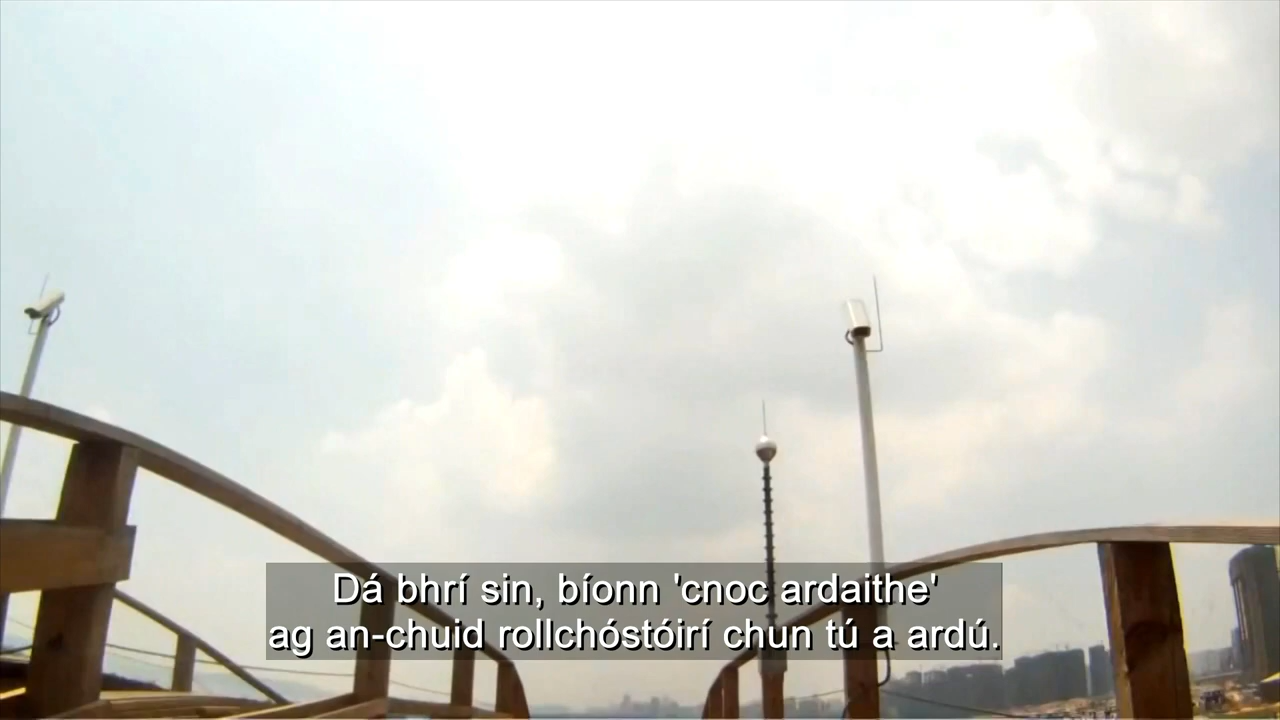 Dá bhrí sin, bíonn 'cnoc ardaithe'
ag an-chuid rollchóstóirí chun tú a ardú.